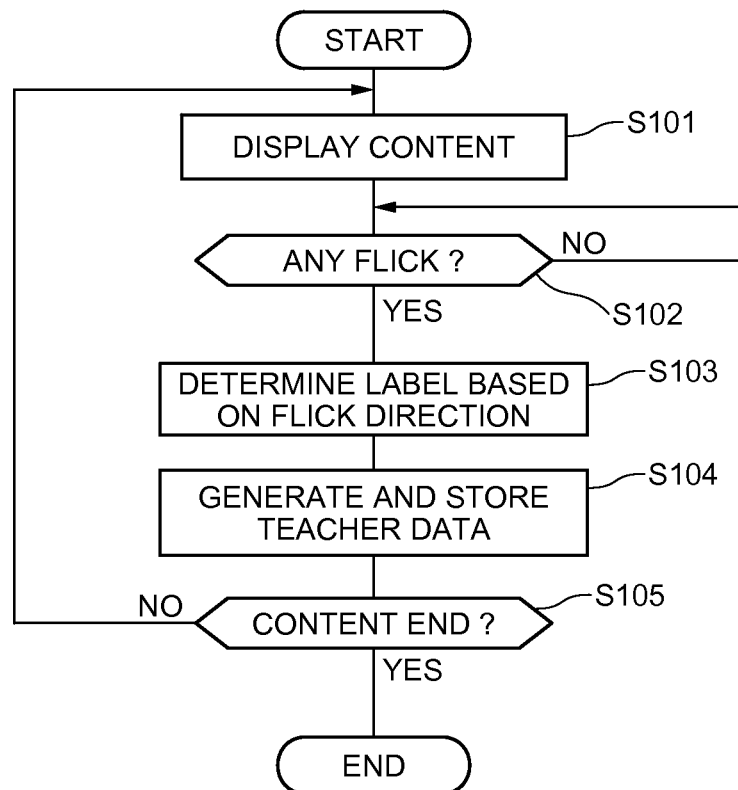 START
DISPLAY CONTENT
S101
ANY FLICK ?
NO
S102
YES
DETERMINE LABEL BASED
ON FLICK DIRECTION
S103
GENERATE AND STORE
TEACHER DATA
S104
NO
CONTENT END ?
S105
YES
END